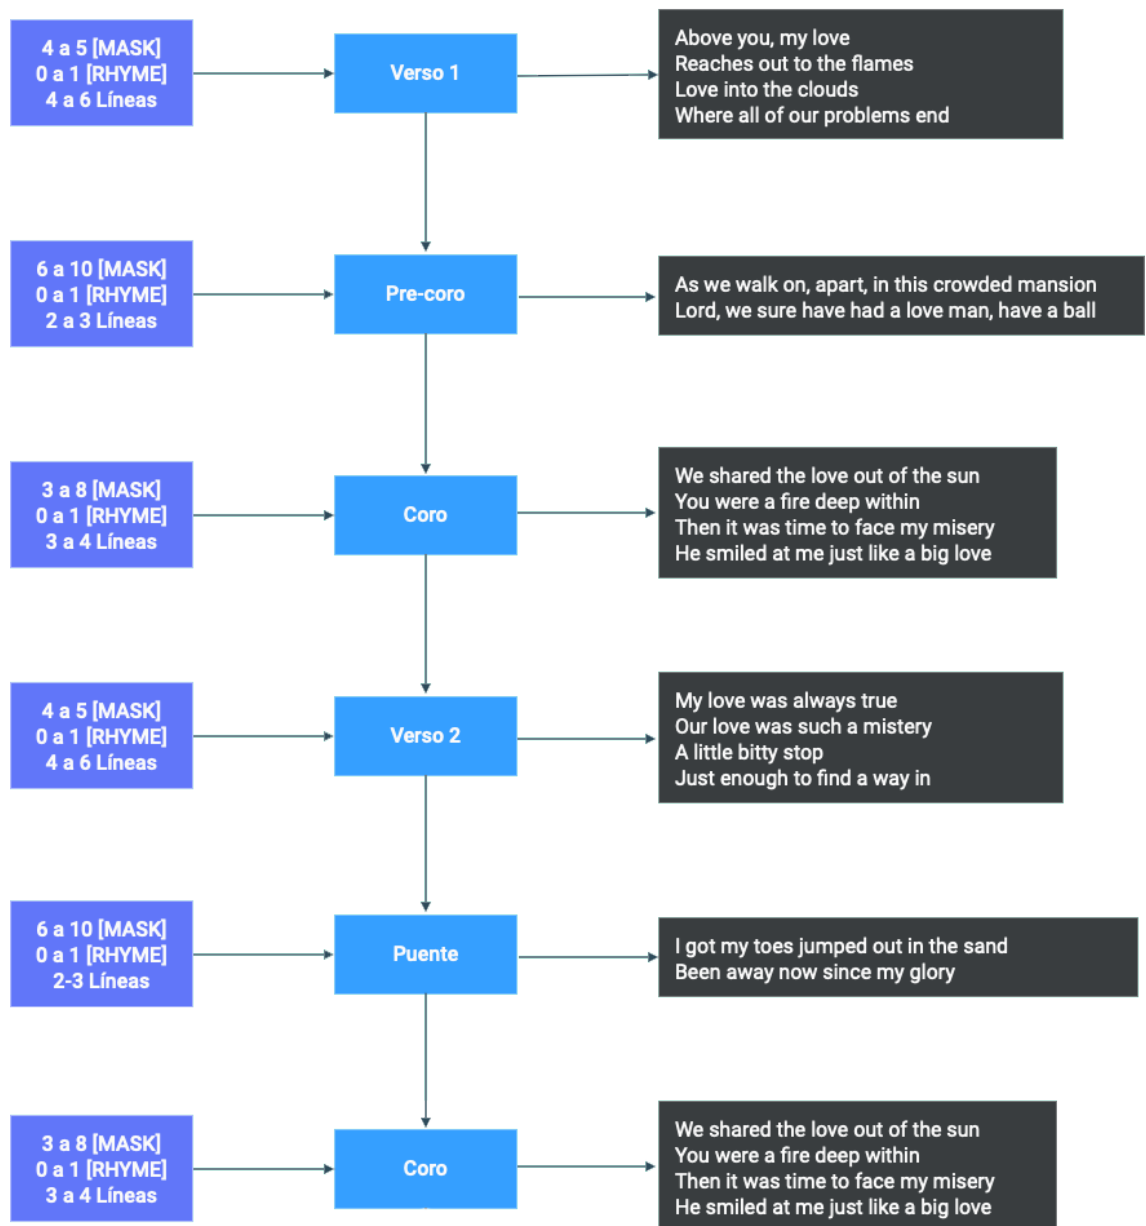 4 a 5 [MASK]
0 a 1 [RHYME]
4 a 6 Líneas
Verso 1
Above you, my love
Reaches out to the flames
Love into the clouds
Where all of our problems end
6 a 10 [MASK]
0 a 1 [RHYME]
2 a 3 Líneas
Pre-coro
As we walk on, apart, in this crowded mansion
Lord, we sure have had a love man, have a ball
3 a 8 [MASK]
0 a 1 [RHYME]
3 a 4 Líneas
Coro
We shared the love out of the sun
You were a fire deep within
Then it was time to face my misery
He smiled at me just like a big love
4 a 5 [MASK]
0 a 1 [RHYME]
4 a 6 Líneas
Verso 2
My love was always true
Our love was such a mistery
A little bitty stop
Just enough to find a way in
6 a 10 [MASK]
0 a 1 [RHYME]
2-3 Líneas
Puente
I got my toes jumped out in the sand
Been away now since my glory
3 a 8 [MASK]
0 a 1 [RHYME]
3 a 4 Líneas
Coro
We shared the love out of the sun
You were a fire deep within
Then it was time to face my misery
He smiled at me just like a big love